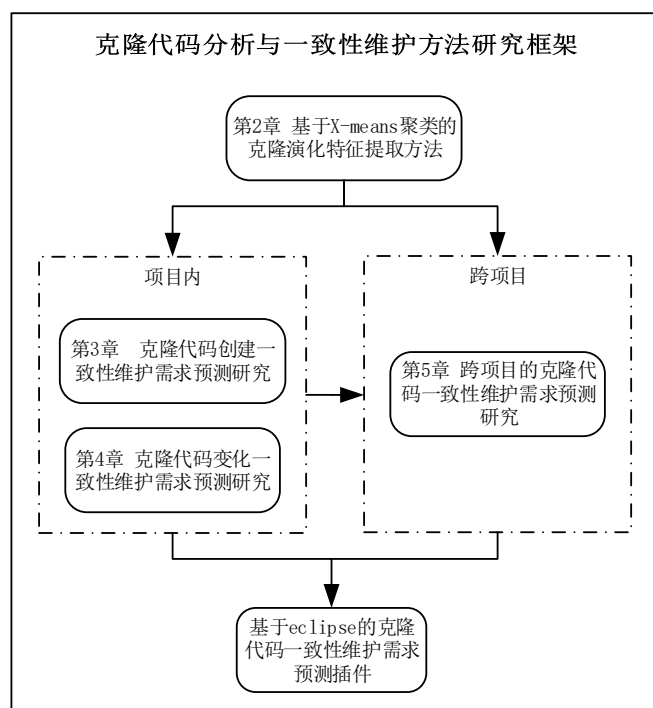 克隆代码分析与一致性维护方法研究框架
第2章 基于X-means聚类的
克隆演化特征提取方法
项目内
跨项目
第3章 克隆代码创建一
致性维护需求预测研究
第5章 跨项目的克隆代
码一致性维护需求预测
研究
第4章 克隆代码变化一
致性维护需求预测研究
基于eclipse的克隆
代码一致性维护需求
预测插件